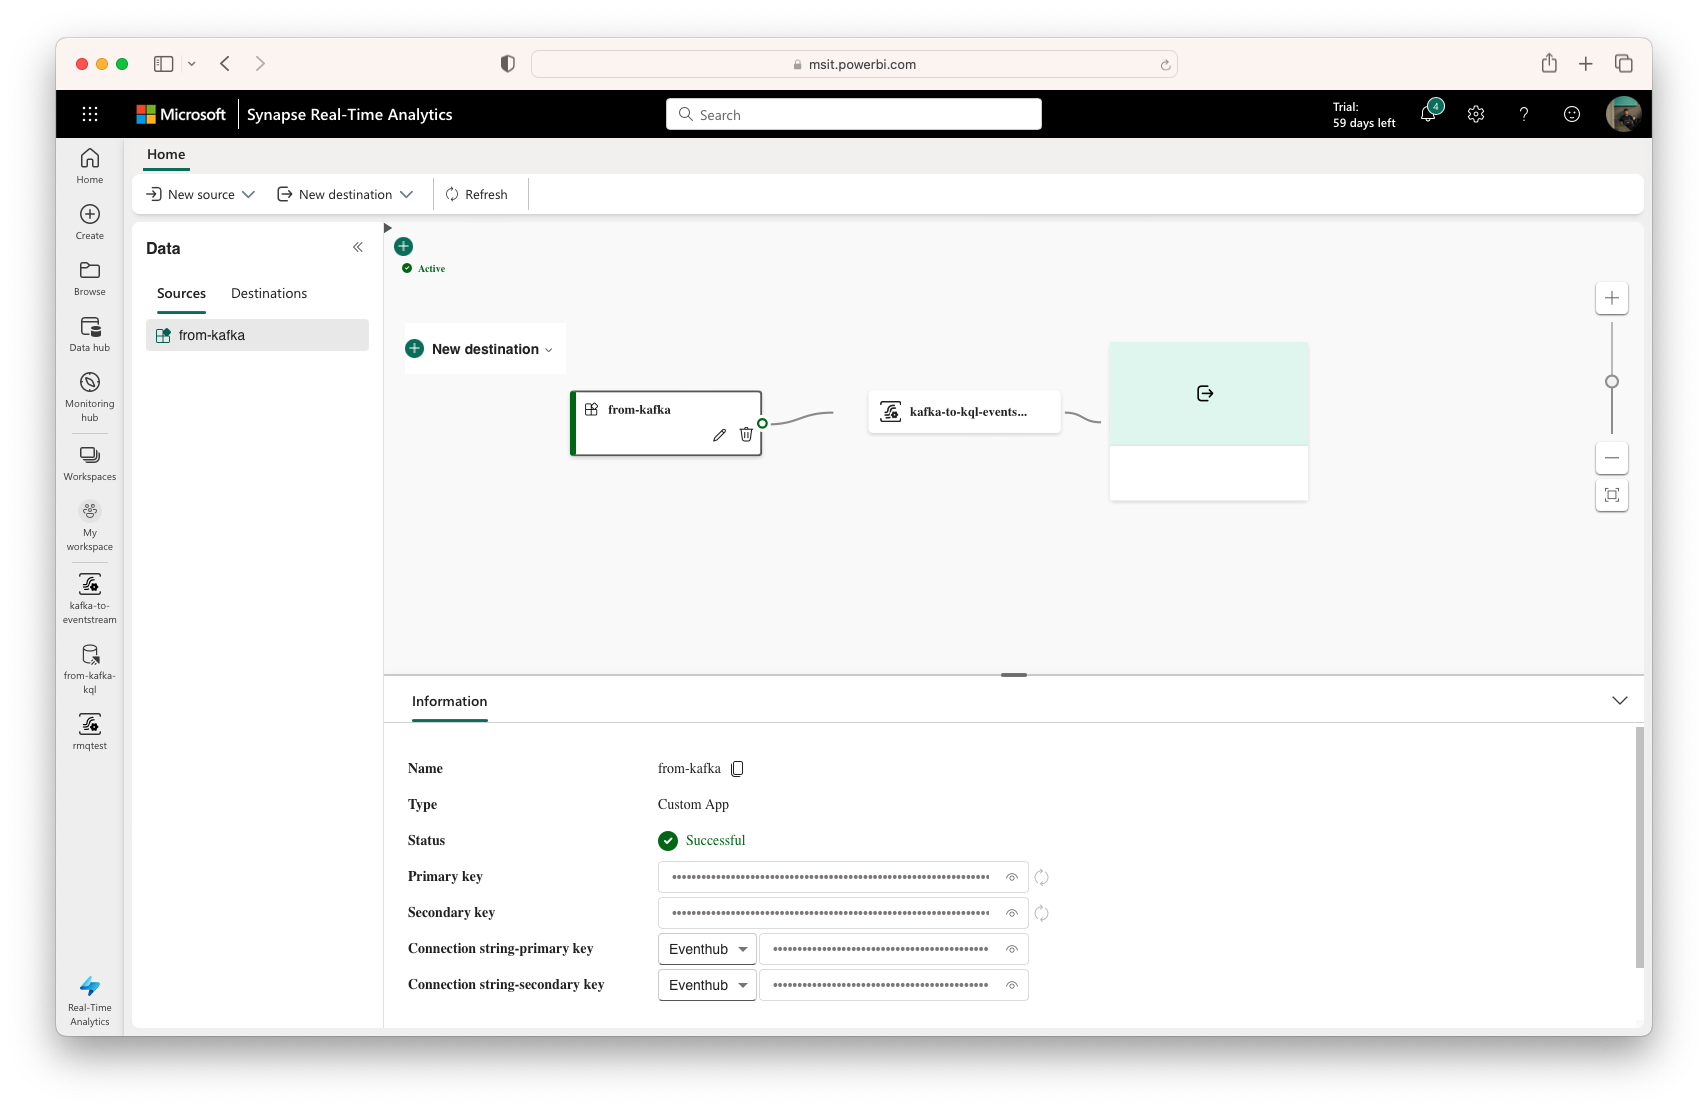 msit.powerbi.com
Microsoft
Synapse Real-Time Analytics
Search
Trial:
59 days left
4
Home
Create
Browse
Data hub
Monitoring
hub
Workspaces
My
workspace
kafka-to-
eventstream
from-kafka-
kql
rmqtest
Real-Time
Analytics
Home
New source
New destination
Refresh
Data
Sources
Destinations
from-kafka
Active
New destination
from-kafka
kafka-to-kql-events...
Information
Name
from-kafka
Type
Custom App
Status
Successful
Primary key
Secondary key
Connection string-primary key
Eventhub
Connection string-secondary key
Eventhub